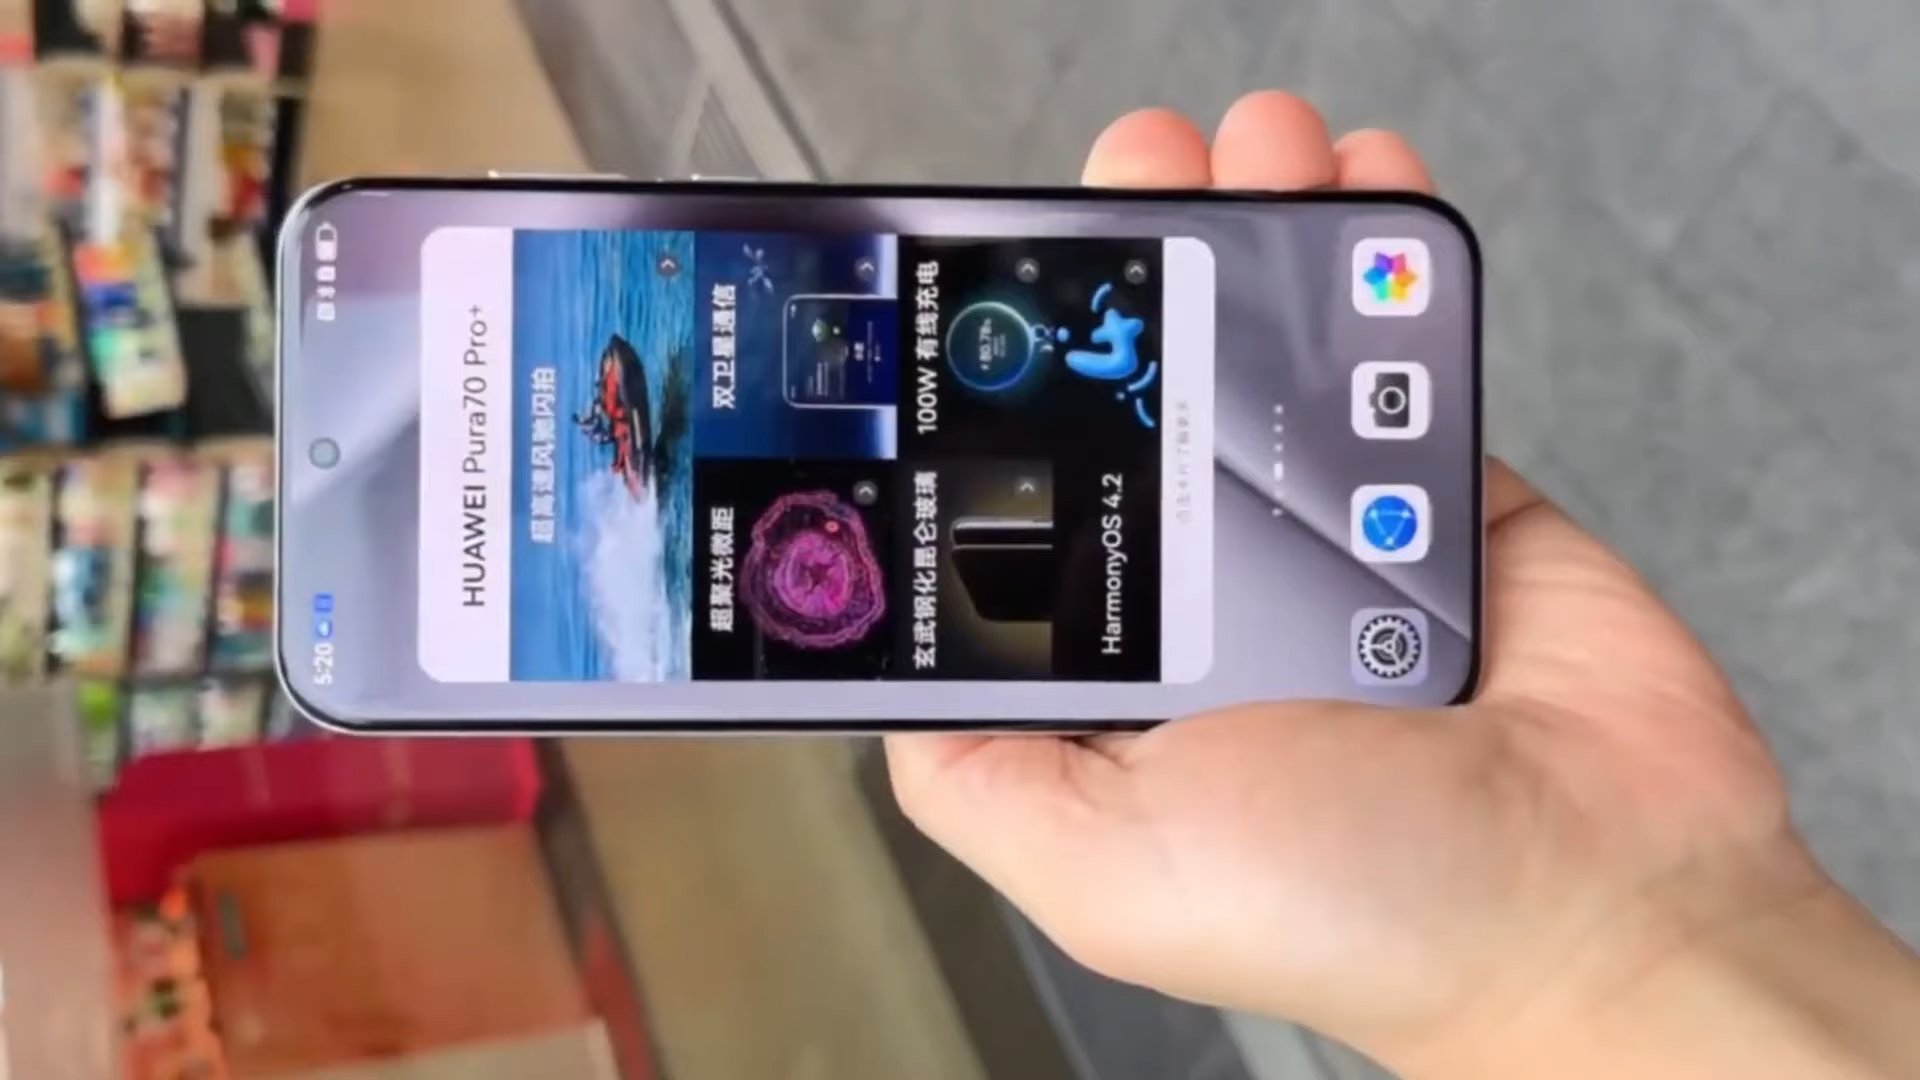 5:20
HUAWEI Pura70 Pro+
超高速风驰闪拍
超聚光微距
双卫星通信
玄武钢化昆仑玻璃
100W 有线充电
HarmonyOS 4.2